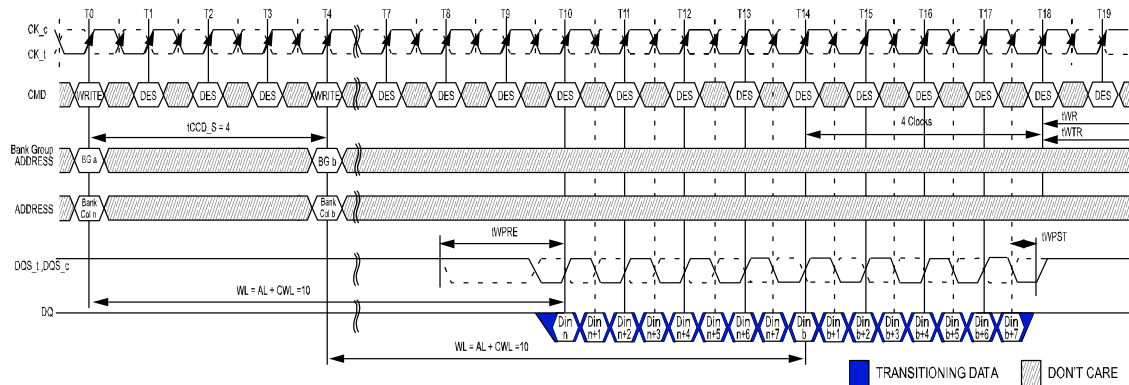 T0 T1 T2 T3 T4 T7 T8 T9 T10 T11 T12 T13 T14 T15 T16 T17 T18 T19
CK_c
CK_t
CMD WRITE DES DES DES WRITE DES DES DES DES DES DES DES DES DES DES DES DES DES
tCCD_S = 4
4 Clocks
tWR
tWTR
Bank Group
ADDRESS BG a BG b
ADDRESS Bank Col n Bank Col b
tWPRE
tWPST
DQS_t ,DQS_c
WL = AL + CWL =10
DQ
Din n Din n+1 Din n+2 Din n+3 Din n+4 Din n+5 Din n+6 Din n+7 Din b Din b+1 Din b+2 Din b+3 Din b+4 Din b+5 Din b+6 Din b+7
WL = AL + CWL =10
TRANSITIONING DATA DON'T CARE